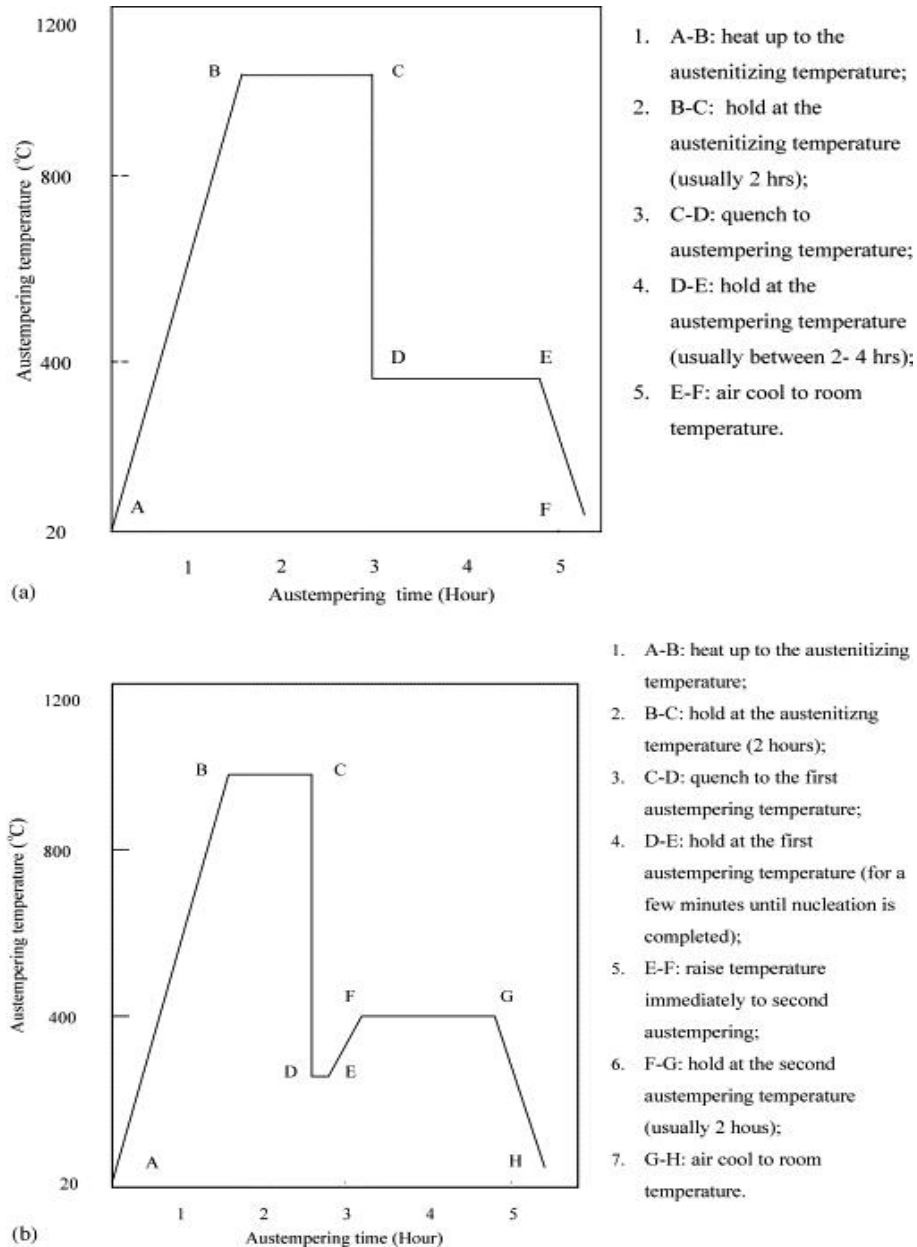 1200
B
C
800
400
D
E
A
F
20
1
2
3
4
5
Austempering temperature (°C)
Austempering time (Hour)
(a)
1. A-B: heat up to the
austenitizing temperature;
2. B-C: hold at the
austenitizing temperature
(usually 2 hrs);
3. C-D: quench to
austempering temperature;
4. D-E: hold at the
austempering temperature
(usually between 2- 4 hrs);
5. E-F: air cool to room
temperature.
1200
B
C
800
F
G
400
D
E
A
H
20
1
2
3
4
5
Austempering temperature (°C)
Austempering time (Hour)
(b)
1. A-B: heat up to the austenitizing
temperature;
2. B-C: hold at the austenitizng
temperature (2 hours);
3. C-D: quench to the first
austempering temperature;
4. D-E: hold at the first
austempering temperature (for a
few minutes until nucleation is
completed);
5. E-F: raise temperature
immediately to second
austempering;
6. F-G: hold at the second
austempering temperature
(usually 2 hous);
7. G-H: air cool to room
temperature.